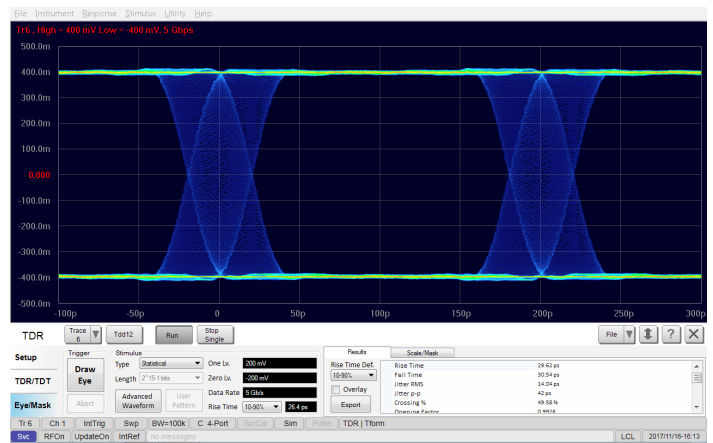 File Instrument Response Stimulus Utility Help
Tr6 . High = 400 mV Low = -400 mV, 5 Gbps
500.0m
400.0m
300.0m
200.0m
100.0m
0.000
-100.0m
-200.0m
-300.0m
-400.0m
-500.0m
-100p -50p 0 50p 100p 150p 200p 250p 300p
TDR Trace 6 Tdd12 Run Stop Single File ? X
Setup
TDR/TDT
Eye/Mask
Trigger
Draw Eye
Abort
Stimulus
Type Statistical One Lv. 200 mV
Length 2^15-1 bits Zero Lv. -200 mV
Advanced Waveform User Pattern Data Rate 5 Gb/s
Rise Time 10-90% 26.4 ps
Results Scale/Mask
Rise Time Def.
10-90%
Overlay
Export
Rise Time 29.62 ps
Fall Time 30.54 ps
Jitter RMS 14.04 ps
Jitter p-p 42 ps
Crossing % 49.58 %
Opening Factor 0.9926
Tr 6 Ch 1 IntTrig Swp BW=100k C 4-Port SrcCal Sim Pulse TDR | Tform
Svc RFOn UpdateOn IntRef no messages LCL 2017/11/16-16:13